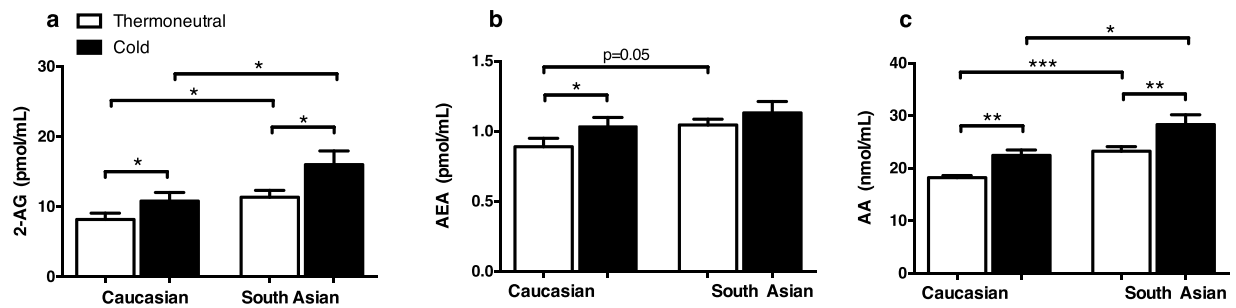 a
Thermoneutral
Cold
2-AG (pmol/mL)
30
20
10
0
*
*
*
*
Caucasian
South Asian
b
AEA (pmol/mL)
1.5
1.0
0.5
0.0
p=0.05
*
Caucasian
South Asian
c
AA (nmol/mL)
40
30
20
10
0
*
***
**
**
Caucasian
South Asian